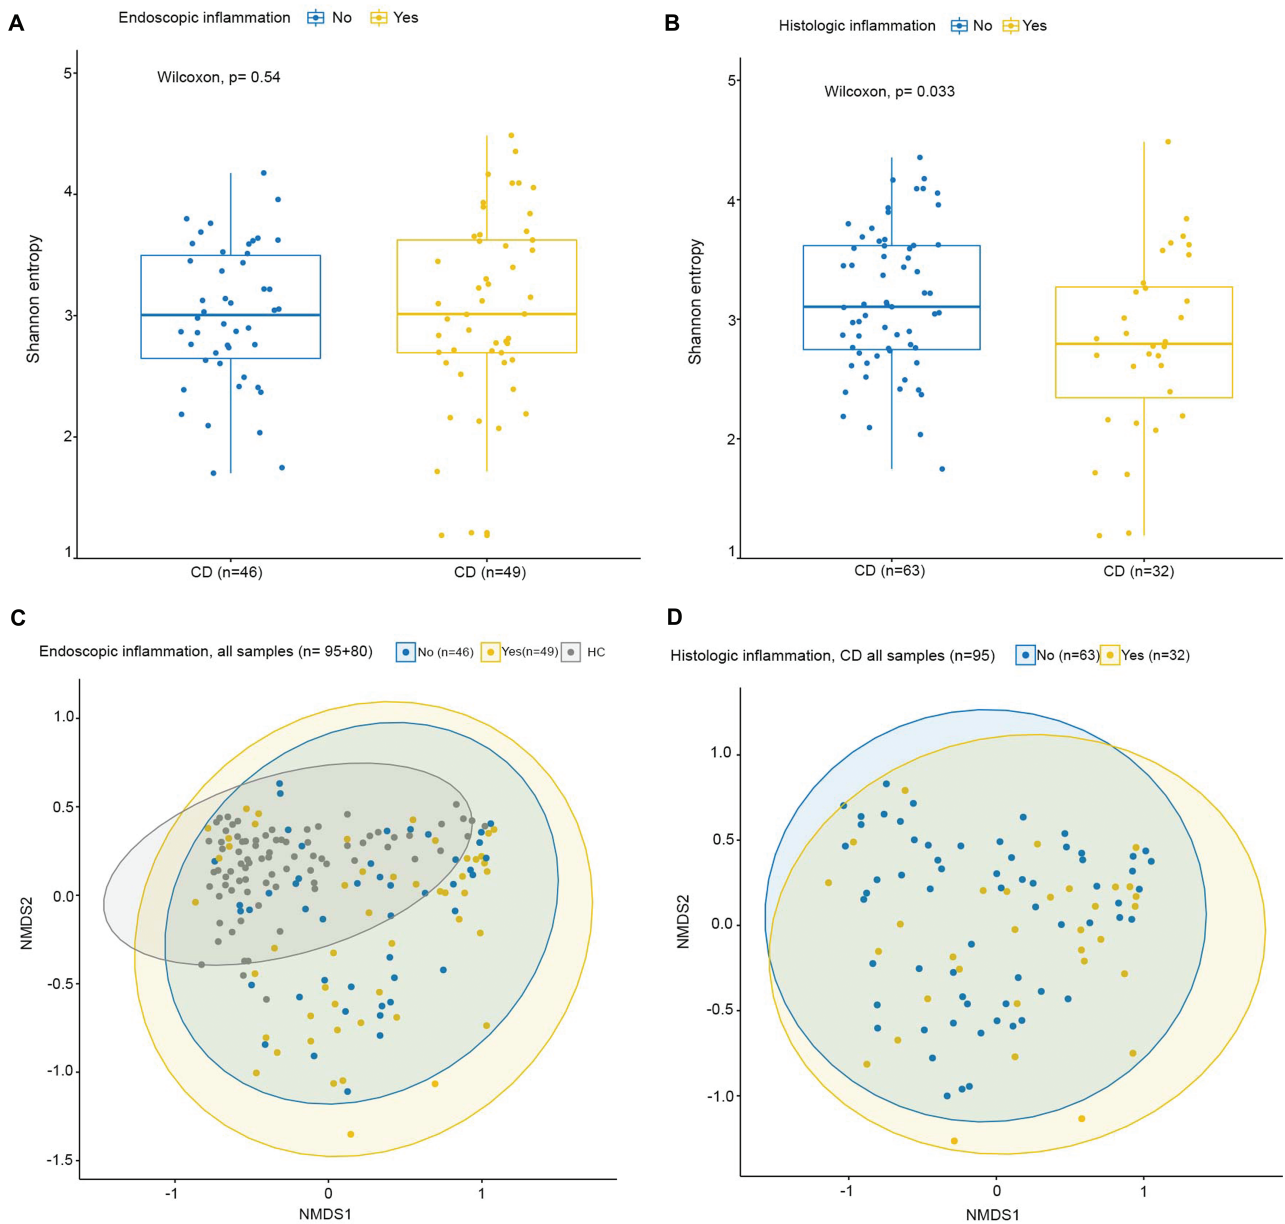 A
Endoscopic inflammation No Yes
Wilcoxon, p= 0.54
Shannon entropy
5
4
3
2
1
CD (n=46)
CD (n=49)
B
Histologic inflammation No Yes
Wilcoxon, p= 0.033
Shannon entropy
5
4
3
2
1
CD (n=63)
CD (n=32)
C
Endoscopic inflammation, all samples (n= 95+80) No (n=46) Yes(n=49) HC
NMDS2
1.0
0.5
0.0
-0.5
-1.0
-1.5
-1 0 1
NMDS1
D
Histologic inflammation, CD all samples (n=95) No (n=63) Yes (n=32)
NMDS2
1.0
0.5
0.0
-0.5
-1.0
-1 0 1
NMDS1